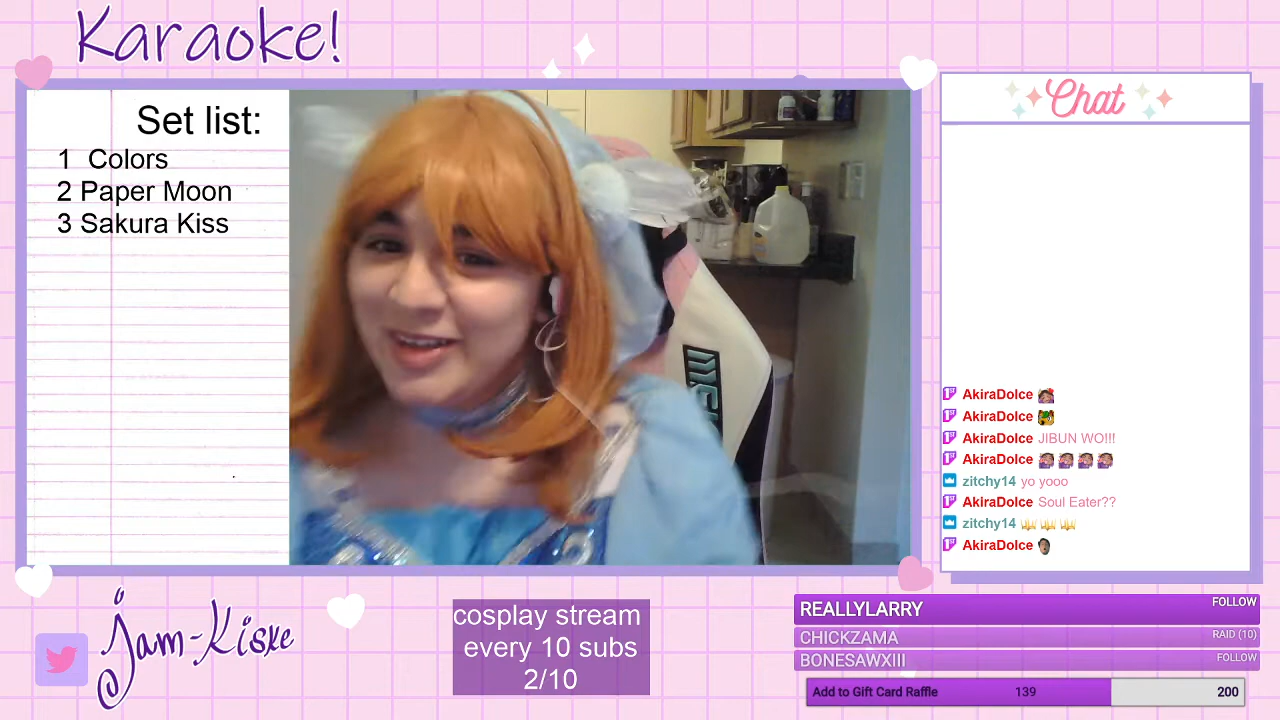 Karaoke!
Set list:
1 Colors
2 Paper Moon
3 Sakura Kiss
Chat
AkiraDolce
AkiraDolce
AkiraDolce JIBUN WO!!!
AkiraDolce
zitchy14 yo yooo
AkiraDolce Soul Eater??
zitchy14
AkiraDolce
Jam-Kiske
cosplay stream
every 10 subs
2/10
REALLYLARRY FOLLOW
CHICKZAMA RAID (10)
BONESAWXIII FOLLOW
Add to Gift Card Raffle 139 200